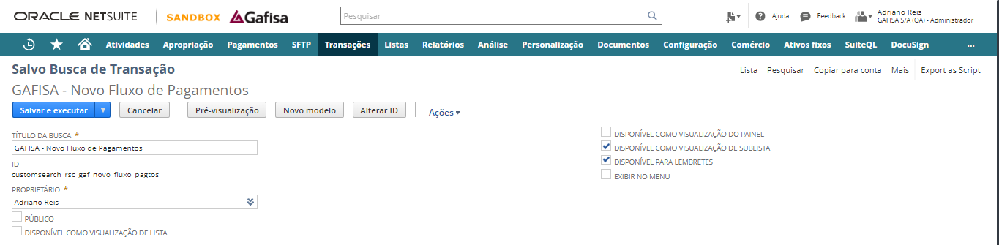 ORACLE NETSUITE SANDBOX Gafisa Pesquisar Ajuda Feedback Adriano Reis
GAFISA S/A (QA) - Administrador
Atividades Apropriação Pagamentos SFTP Transações Listas Relatórios Análise Personalização Documentos Configuração Comércio Ativos fixos SuiteQL DocuSign ...
Salvo Busca de Transação Lista Pesquisar Copiar para conta Mais Export as Script
GAFISA - Novo Fluxo de Pagamentos
Salvar e executar Cancelar Pré-visualização Novo modelo Alterar ID Ações
TÍTULO DA BUSCA *
GAFISA - Novo Fluxo de Pagamentos
ID
customsearch_rsc_gaf_novo_fluxo_pagtos
PROPRIETÁRIO *
Adriano Reis
PÚBLICO
DISPONÍVEL COMO VISUALIZAÇÃO DE LISTA
DISPONÍVEL COMO VISUALIZAÇÃO DO PAINEL
DISPONÍVEL COMO VISUALIZAÇÃO DE SUBLISTA
DISPONÍVEL PARA LEMBRETES
EXIBIR NO MENU